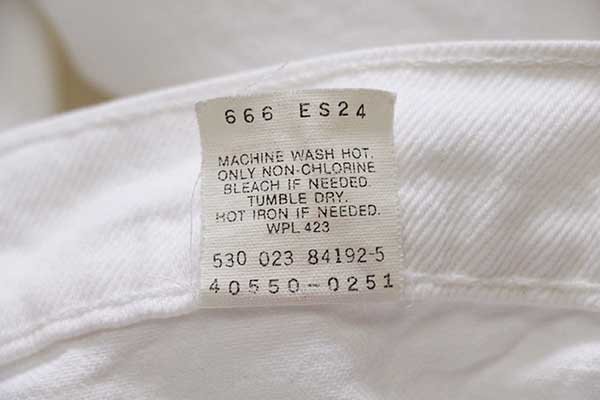 666 ES24
MACHINE WASH HOT.
ONLY NON-CHLORINE
BLEACH IF NEEDED.
TUMBLE DRY.
HOT IRON IF NEEDED.
WPL 423
530 023 84192-5
40550-0251